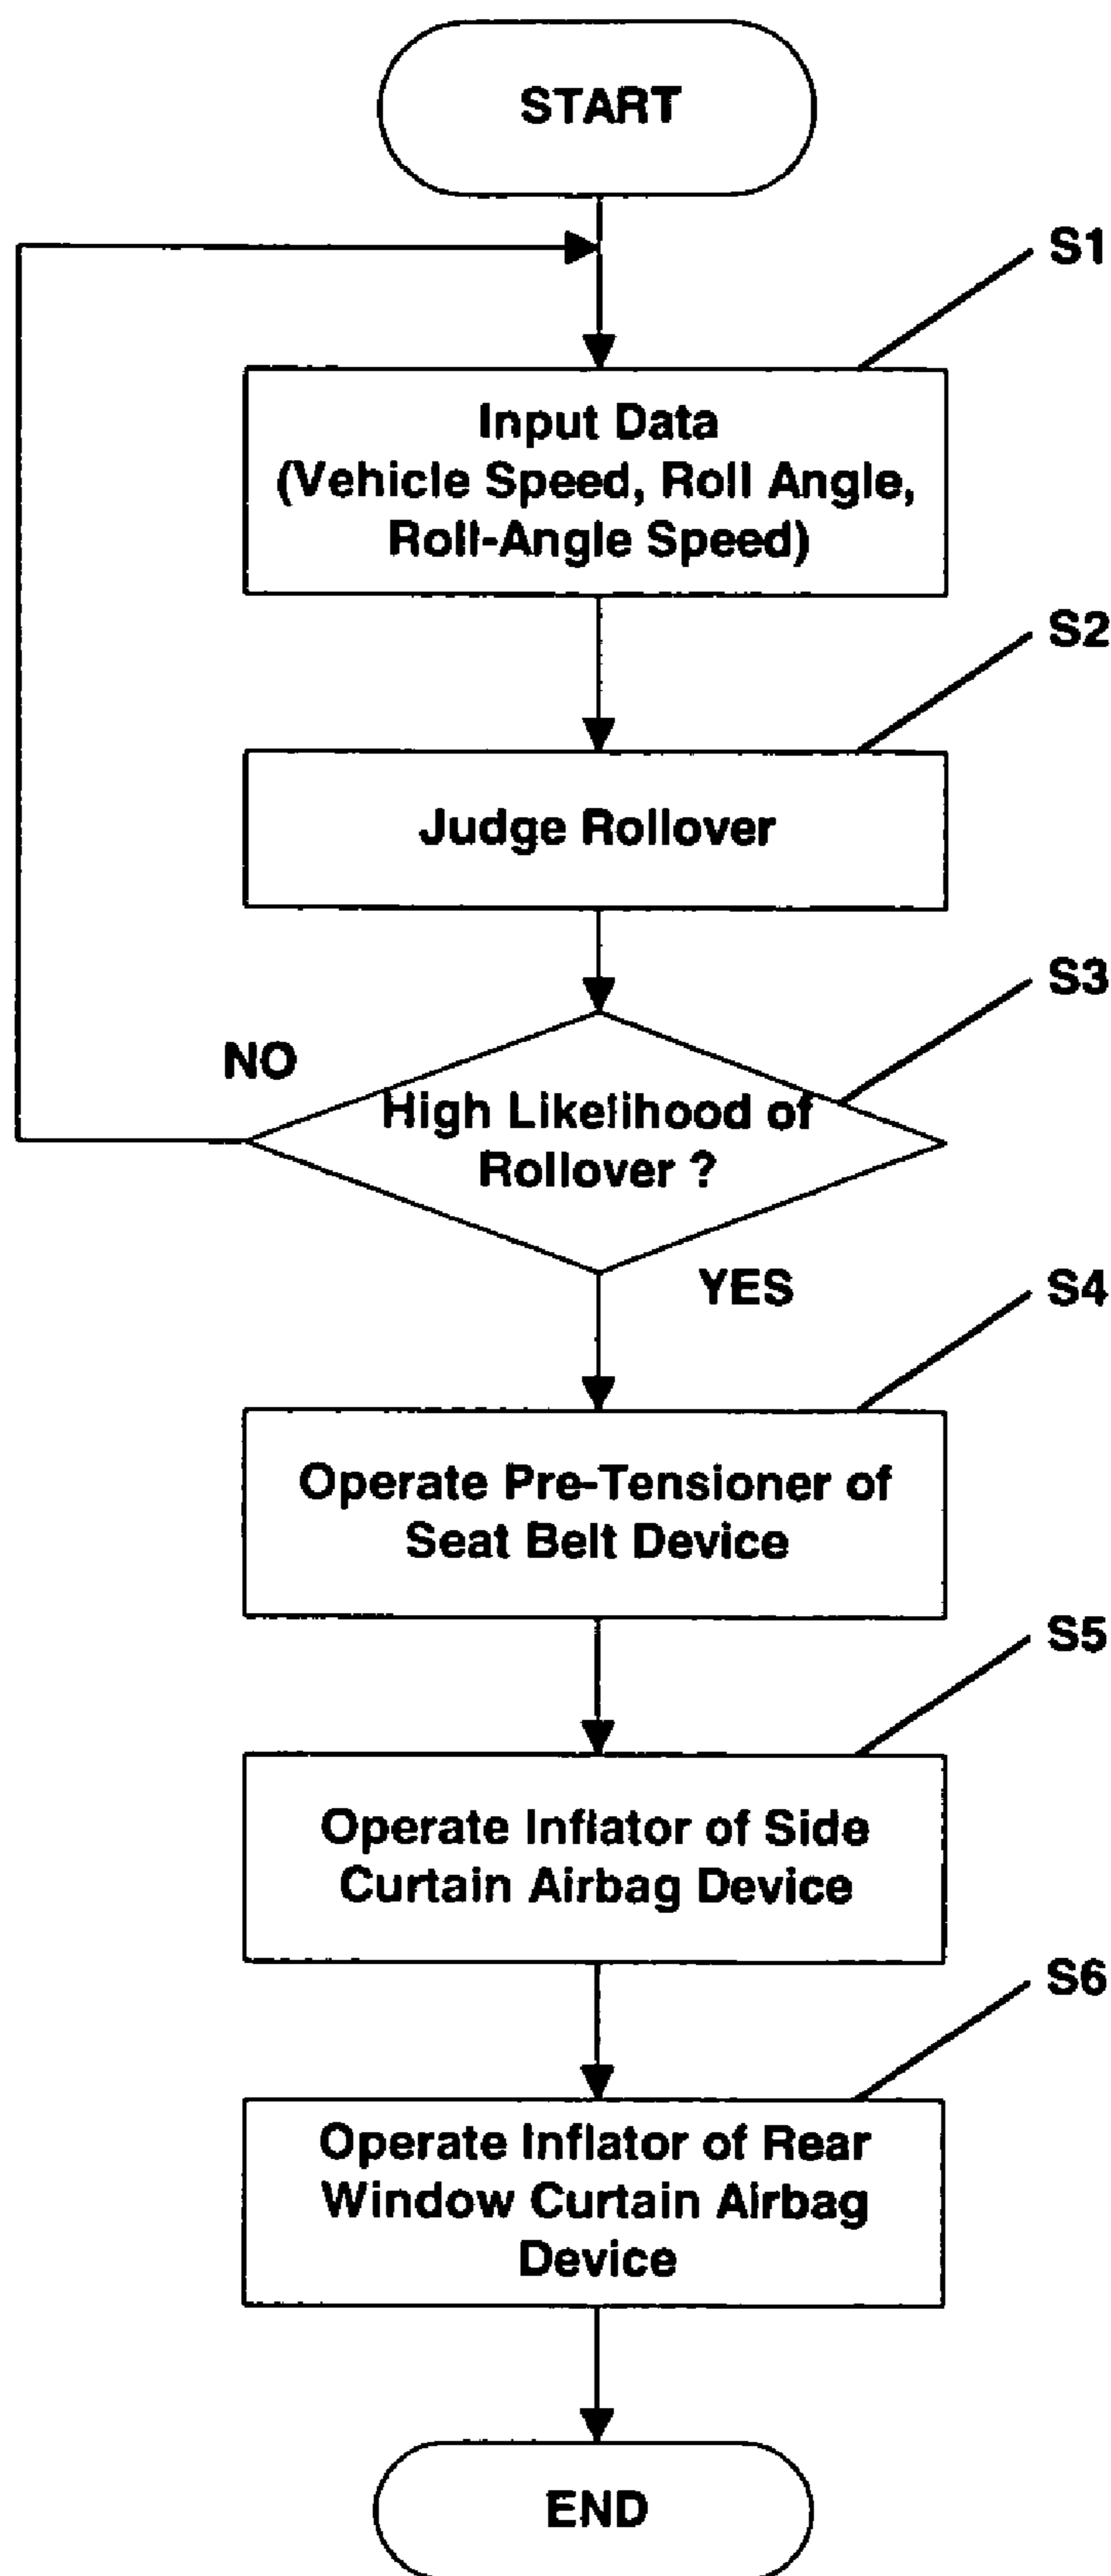 START
S1
Input Data
(Vehicle Speed, Roll Angle,
Roll-Angle Speed)
S2
Judge Rollover
S3
NO
High Likelihood of
Rollover ?
YES
S4
Operate Pre-Tensioner of
Seat Belt Device
S5
Operate Inflator of Side
Curtain Airbag Device
S6
Operate Inflator of Rear
Window Curtain Airbag
Device
END